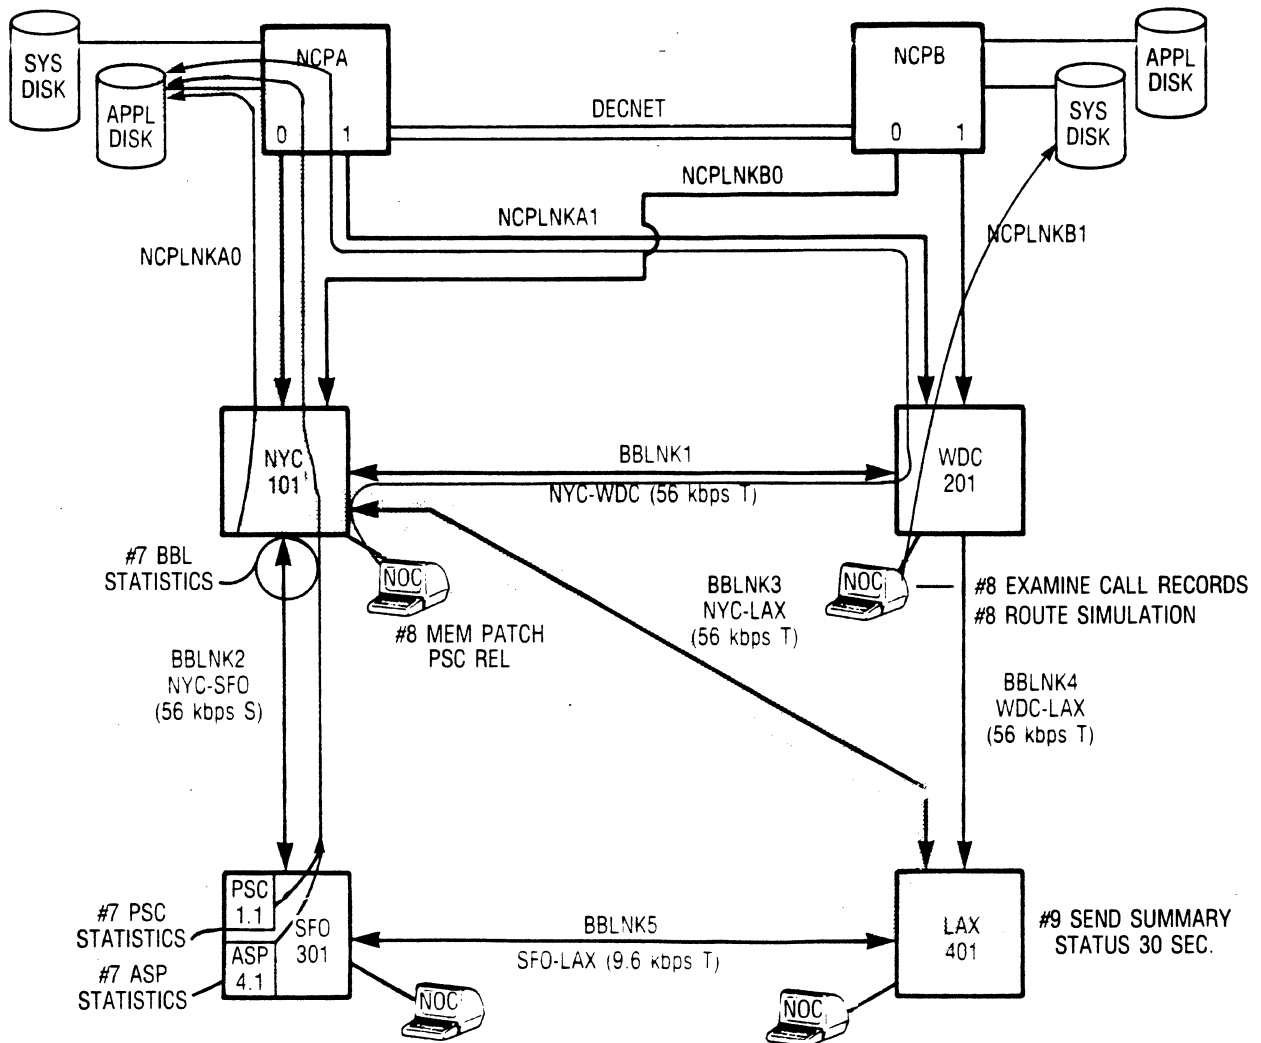 SYS
DISK
APPL
DISK
NCPA
0 1
DECNET
NCPB
0 1
APPL
DISK
SYS
DISK
NCPLNKB0
NCPLNKA1
NCPLNKA0
NCPLNKB1
NYC
101
BBLNK1
NYC-WDC (56 kbps T)
WDC
201
#7 BBL
STATISTICS
NOC
#8 MEM PATCH
PSC REL
BBLNK3
NYC-LAX
(56 kbps T)
NOC
#8 EXAMINE CALL RECORDS
#8 ROUTE SIMULATION
BBLNK2
NYC-SFO
(56 kbps S)
BBLNK4
WDC-LAX
(56 kbps T)
PSC
1.1
#7 PSC
STATISTICS
ASP
4.1
#7 ASP
STATISTICS
SFO
301
BBLNK5
SFO-LAX (9.6 kbps T)
LAX
401
#9 SEND SUMMARY
STATUS 30 SEC.
NOC
NOC